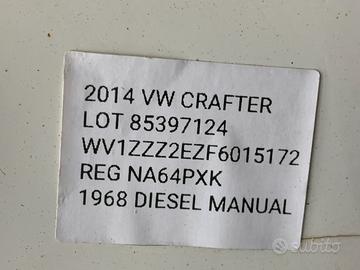 2014 VW CRAFTER
LOT 85397124
WV1ZZZ2EZF6015172
REG NA64PXK
1968 DIESEL MANUAL
subito